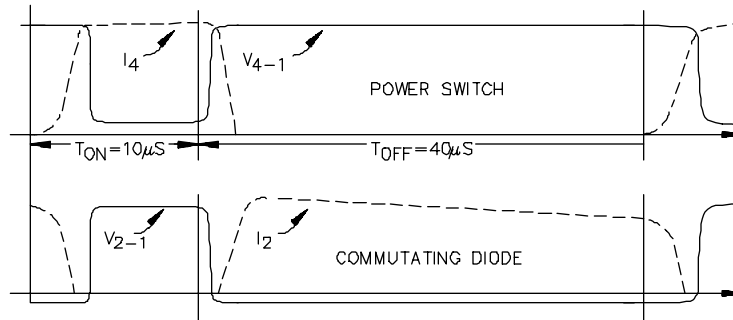 I4
V4-1
POWER SWITCH
TON=10μS
TOFF=40μS
V2-1
I2
COMMUTATING DIODE